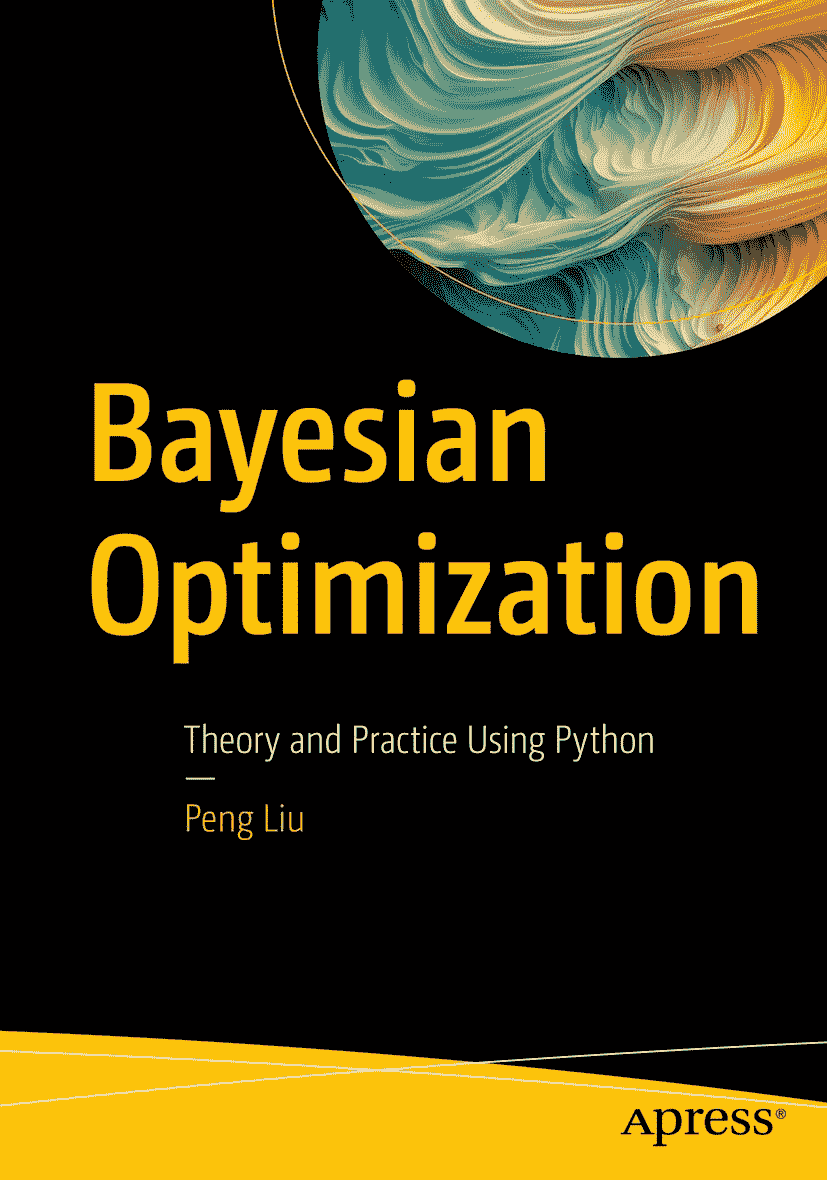 Bayesian
Optimization
Theory and Practice Using Python
Peng Liu
Apress®